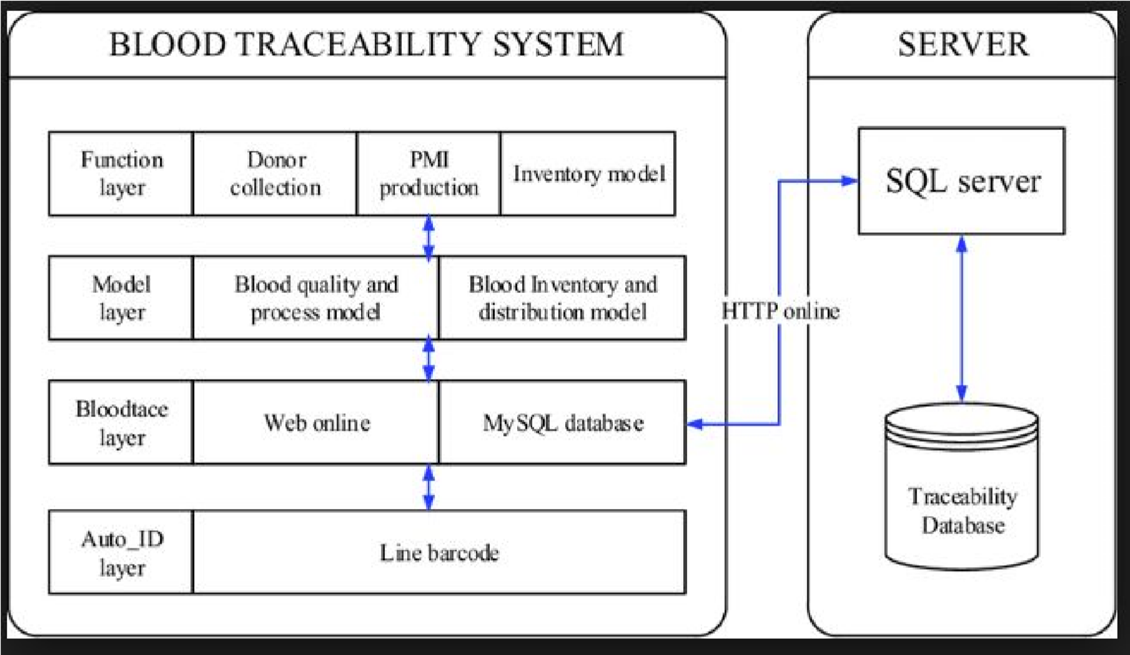 BLOOD TRACEABILITY SYSTEM
SERVER
Function
layer
Donor
collection
PMI
production
Inventory model
SQL server
Model
layer
Blood quality and
process model
Blood Inventory and
distribution model
HTTP online
Bloodtace
layer
Web online
MySQL database
Traceability
Database
Auto_ID
layer
Line barcode